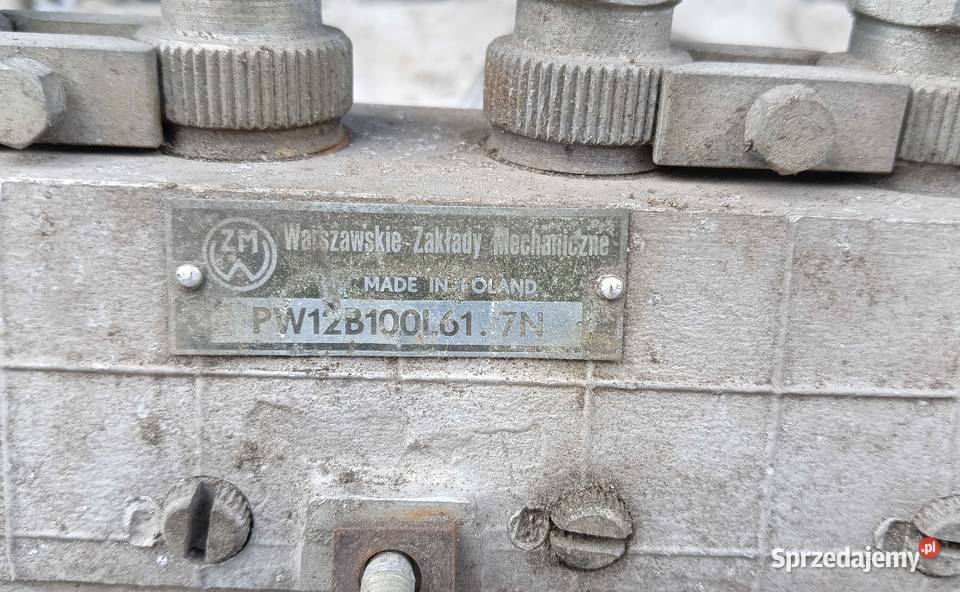 ZM
W
Warszawskie Zakłady Mechaniczne
MADE IN POLAND
PW12B100L61.7N
Sprzedajemy.pl